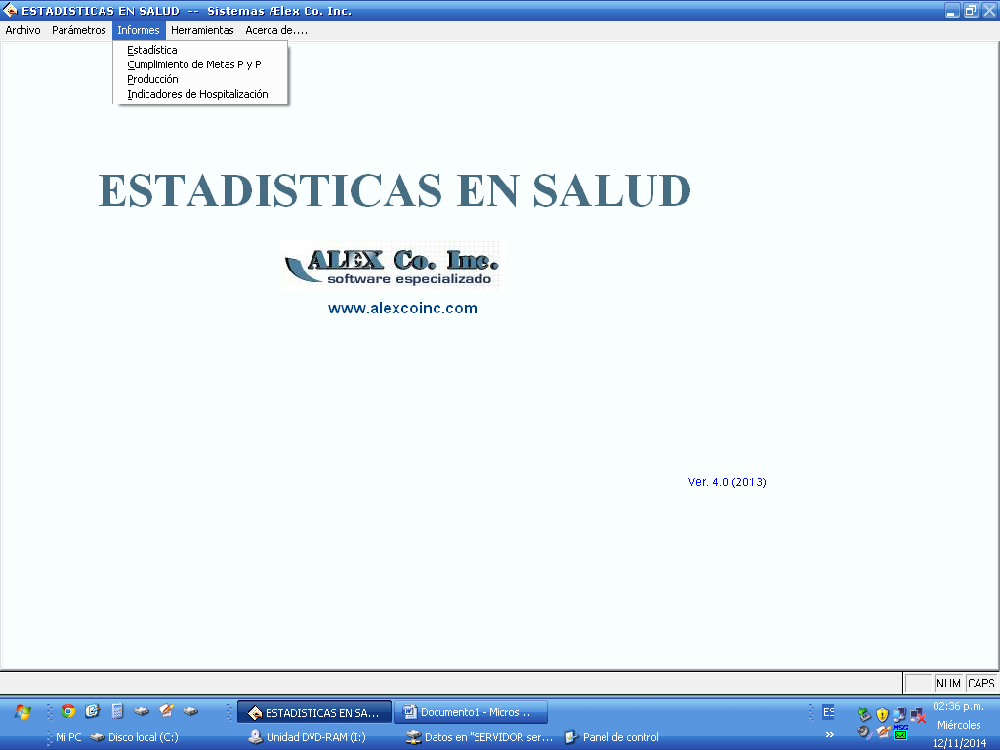 ESTADISTICAS EN SALUD -- Sistemas Ælex Co. Inc.
Archivo Parámetros Informes Herramientas Acerca de....
Estadística
Cumplimiento de Metas P y P
Producción
Indicadores de Hospitalización
ESTADISTICAS EN SALUD
ALEX Co. Inc.
software especializado
www.alexcoinc.com
Ver. 4.0 (2013)
NUM CAPS
ESTADISTICAS EN SA... Documento1 - Micros... ES 02:36 p.m.
Miércoles
MSG
Mi PC Disco local (C:) Unidad DVD-RAM (I:) Datos en "SERVIDOR ser... Panel de control » 12/11/2014